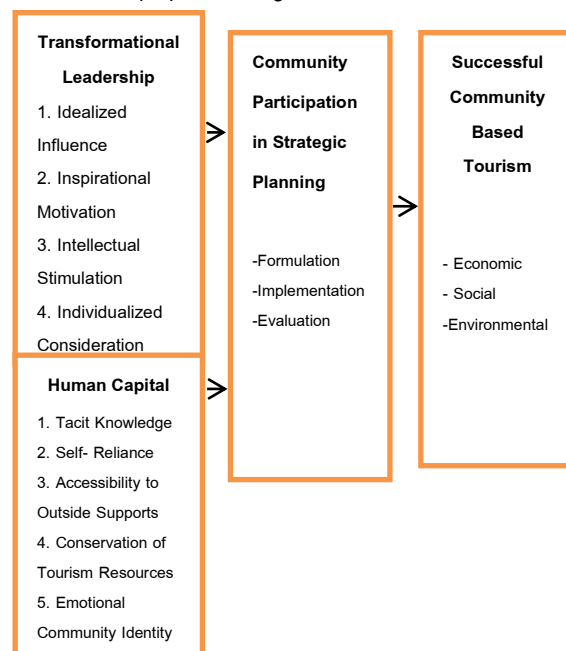 Transformational
Leadership
1. Idealized
Influence
2. Inspirational
Motivation
3. Intellectual
Stimulation
4. Individualized
Consideration
Human Capital
1. Tacit Knowledge
2. Self- Reliance
3. Accessibility to
Outside Supports
4. Conservation of
Tourism Resources
5. Emotional
Community Identity
Community
Participation
in Strategic
Planning
-Formulation
-Implementation
-Evaluation
Successful
Community
Based
Tourism
- Economic
- Social
-Environmental